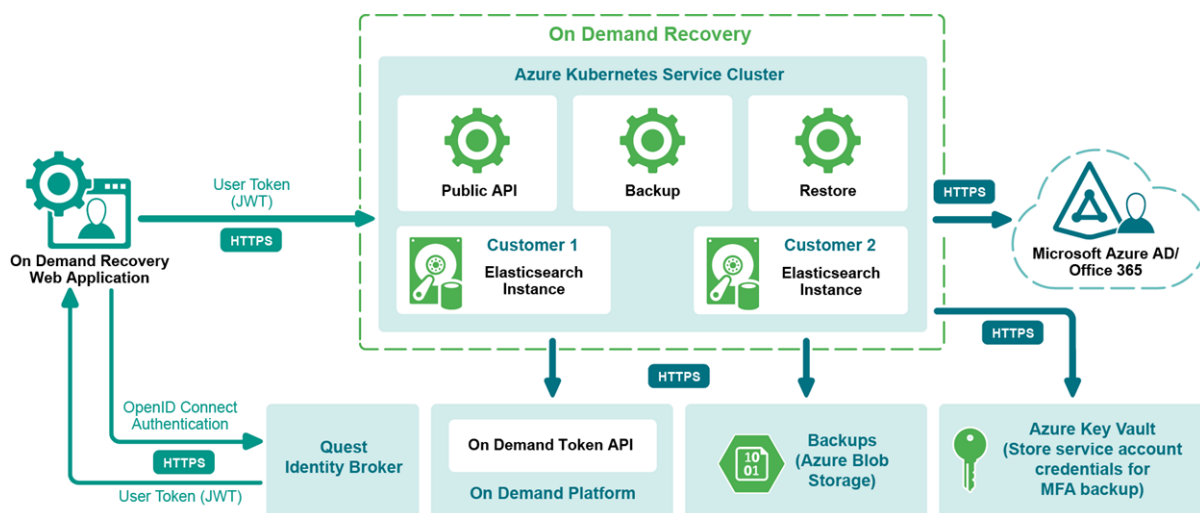 On Demand Recovery
Azure Kubernetes Service Cluster
Public API
Backup
Restore
User Token
(JWT)
HTTPS
On Demand Recovery
Web Application
Customer 1
Elasticsearch
Instance
Customer 2
Elasticsearch
Instance
HTTPS
Microsoft Azure AD/
Office 365
HTTPS
HTTPS
OpenID Connect
Authentication
HTTPS
User Token (JWT)
Quest
Identity Broker
On Demand Token API
On Demand Platform
10
01
Backups
(Azure Blob
Storage)
Azure Key Vault
(Store service account
credentials for
MFA backup)